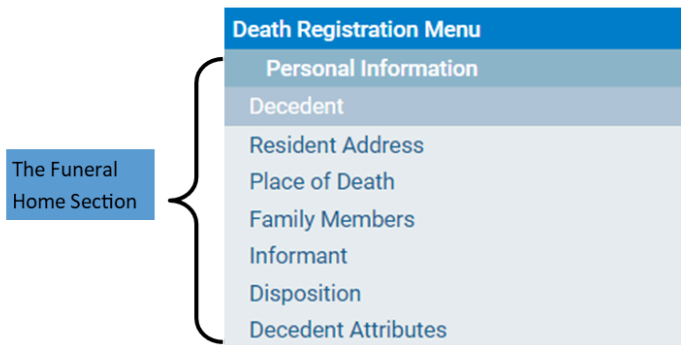 Death Registration Menu
Personal Information
Decedent
Resident Address
Place of Death
Family Members
Informant
Disposition
Decedent Attributes
The Funeral
Home Section